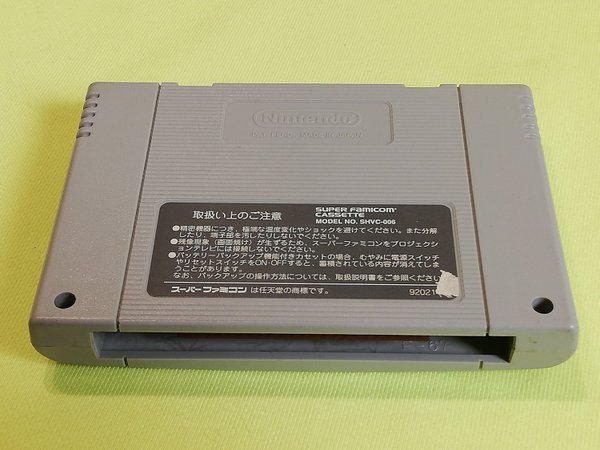 Nintendo
PAT. PEND. MADE IN JAPAN
取扱い上のご注意
SUPER FAMICOM
CASSETTE
MODEL NO. SHVC-006
●精密機器につき、極端な温度変化やショックを避けてください。また分解
したり、端子部を汚したりしないでください。
●残像現象（画面焼け）が生ずるため、スーパーファミコンをプロジェクシ
ョンテレビには接続しないでください。
●バッテリーバックアップ機能付きカセットの場合、むやみに電源スイッチ
やリセットスイッチをON・OFFすると、蓄積されている内容が消えてしま
うことがあります。
なお、バックアップの操作方法については、取扱説明書をご参照ください
スーパーファミコン は任天堂の商標です。
92021